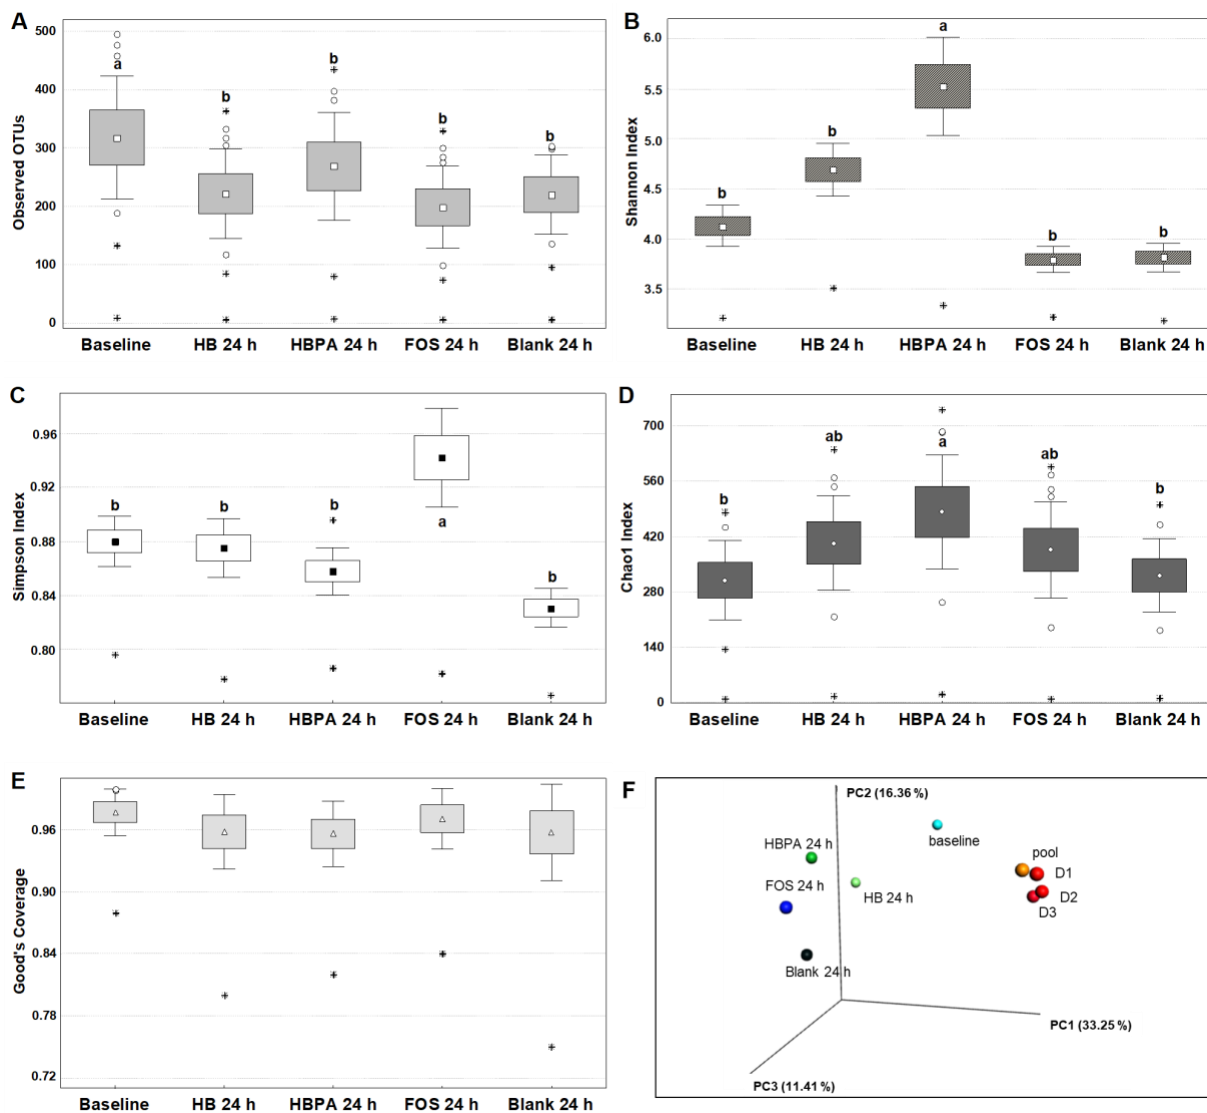 A
500
400
300
200
100
0
Observed OTUs
a
b
b
b
b
Baseline
HB 24 h
HBPA 24 h
FOS 24 h
Blank 24 h
B
6.0
5.5
5.0
4.5
4.0
3.5
Shannon Index
b
b
a
b
b
Baseline
HB 24 h
HBPA 24 h
FOS 24 h
Blank 24 h
C
0.96
0.92
0.88
0.84
0.80
Simpson Index
b
b
b
a
b
Baseline
HB 24 h
HBPA 24 h
FOS 24 h
Blank 24 h
D
700
560
420
280
140
0
Chao1 Index
b
ab
a
ab
b
Baseline
HB 24 h
HBPA 24 h
FOS 24 h
Blank 24 h
E
0.96
0.90
0.84
0.78
0.72
Good's Coverage
Baseline
HB 24 h
HBPA 24 h
FOS 24 h
Blank 24 h
F
PC2 (16.36 %)
baseline
HBPA 24 h
pool
D1
FOS 24 h
HB 24 h
D2
D3
Blank 24 h
PC1 (33.25 %)
PC3 (11.41 %)